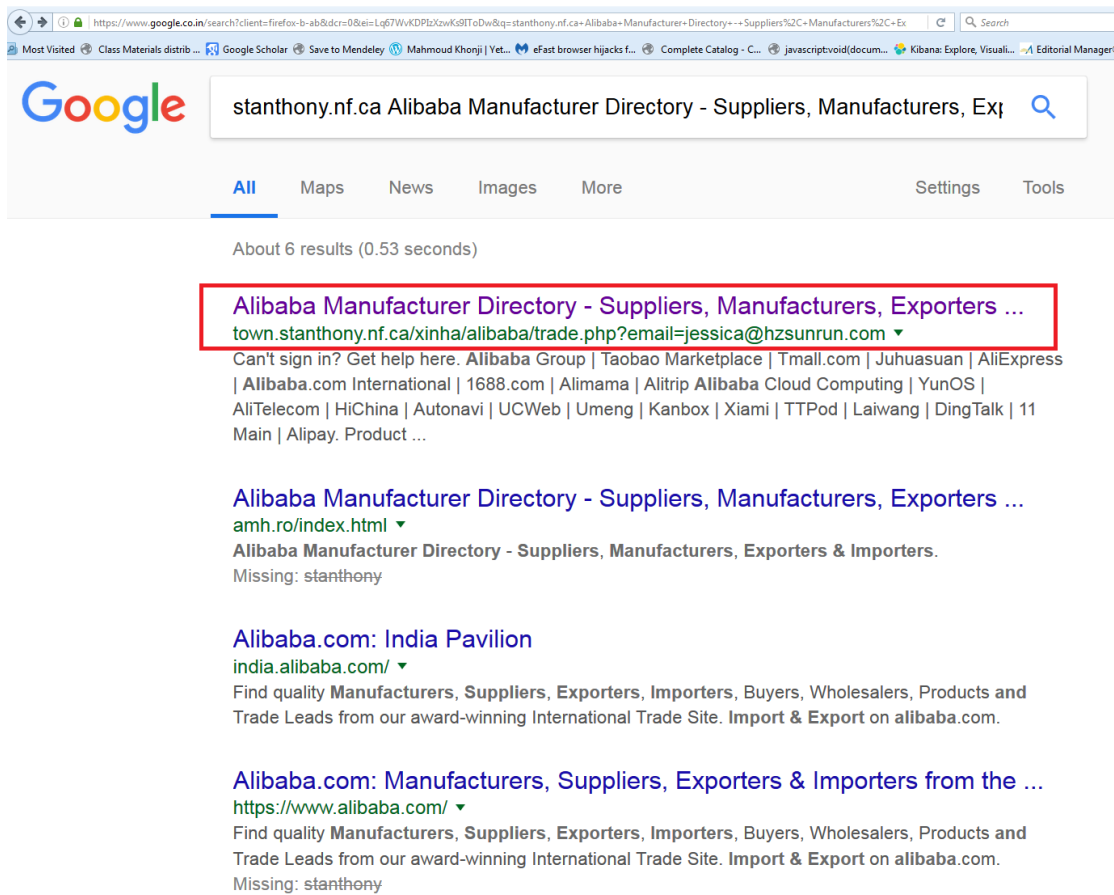 https://www.google.co.in/search?client=firefox-b-ab&dcr=0&ei=Lq67WvKDPIzXzwKs9IToDw&q=stanthony.nf.ca+Alibaba+Manufacturer+Directory+-+Suppliers%2C+Manufacturers%2C+Ex
Search
Most Visited Class Materials distrib ... Google Scholar Save to Mendeley Mahmoud Khonji | Yet... eFast browser hijacks f... Complete Catalog - C... javascript:void(docum... Kibana: Explore, Visuali... Editorial Manager®
Google
stanthony.nf.ca Alibaba Manufacturer Directory - Suppliers, Manufacturers, Exp
All Maps News Images More Settings Tools
About 6 results (0.53 seconds)
Alibaba Manufacturer Directory - Suppliers, Manufacturers, Exporters ...
town.stanthony.nf.ca/xinha/alibaba/trade.php?email=jessica@hzsunrun.com
Can't sign in? Get help here. Alibaba Group | Taobao Marketplace | Tmall.com | Juhuasuan | AliExpress
| Alibaba.com International | 1688.com | Alimama | Alitrip Alibaba Cloud Computing | YunOS |
AliTelecom | HiChina | Autonavi | UCWeb | Umeng | Kanbox | Xiami | TTPod | Laiwang | DingTalk | 11
Main | Alipay. Product ...
Alibaba Manufacturer Directory - Suppliers, Manufacturers, Exporters ...
amh.ro/index.html
Alibaba Manufacturer Directory - Suppliers, Manufacturers, Exporters & Importers.
Missing: stanthony
Alibaba.com: India Pavilion
india.alibaba.com/
Find quality Manufacturers, Suppliers, Exporters, Importers, Buyers, Wholesalers, Products and
Trade Leads from our award-winning International Trade Site. Import & Export on alibaba.com.
Alibaba.com: Manufacturers, Suppliers, Exporters & Importers from the ...
https://www.alibaba.com/
Find quality Manufacturers, Suppliers, Exporters, Importers, Buyers, Wholesalers, Products and
Trade Leads from our award-winning International Trade Site. Import & Export on alibaba.com.
Missing: stanthony